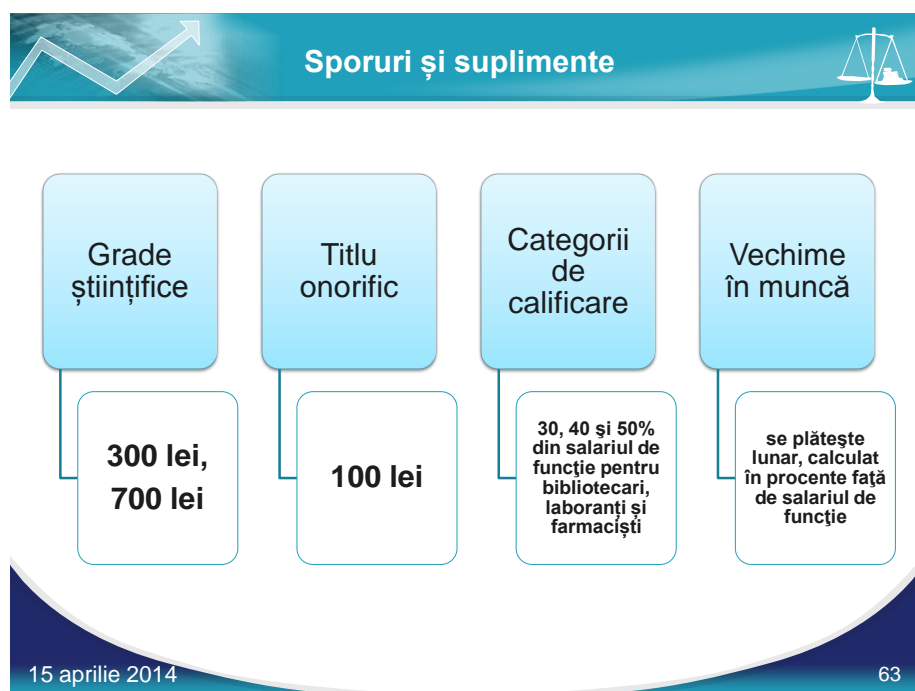 Sporuri și suplimente
Grade
științifice
300 lei,
700 lei
Titlu
onorific
100 lei
Categorii
de
calificare
30, 40 şi 50%
din salariul de
funcţie pentru
bibliotecari,
laboranți și
farmaciști
Vechime
în muncă
se plăteşte
lunar, calculat
în procente faţă
de salariul de
funcţie
15 aprilie 2014
63